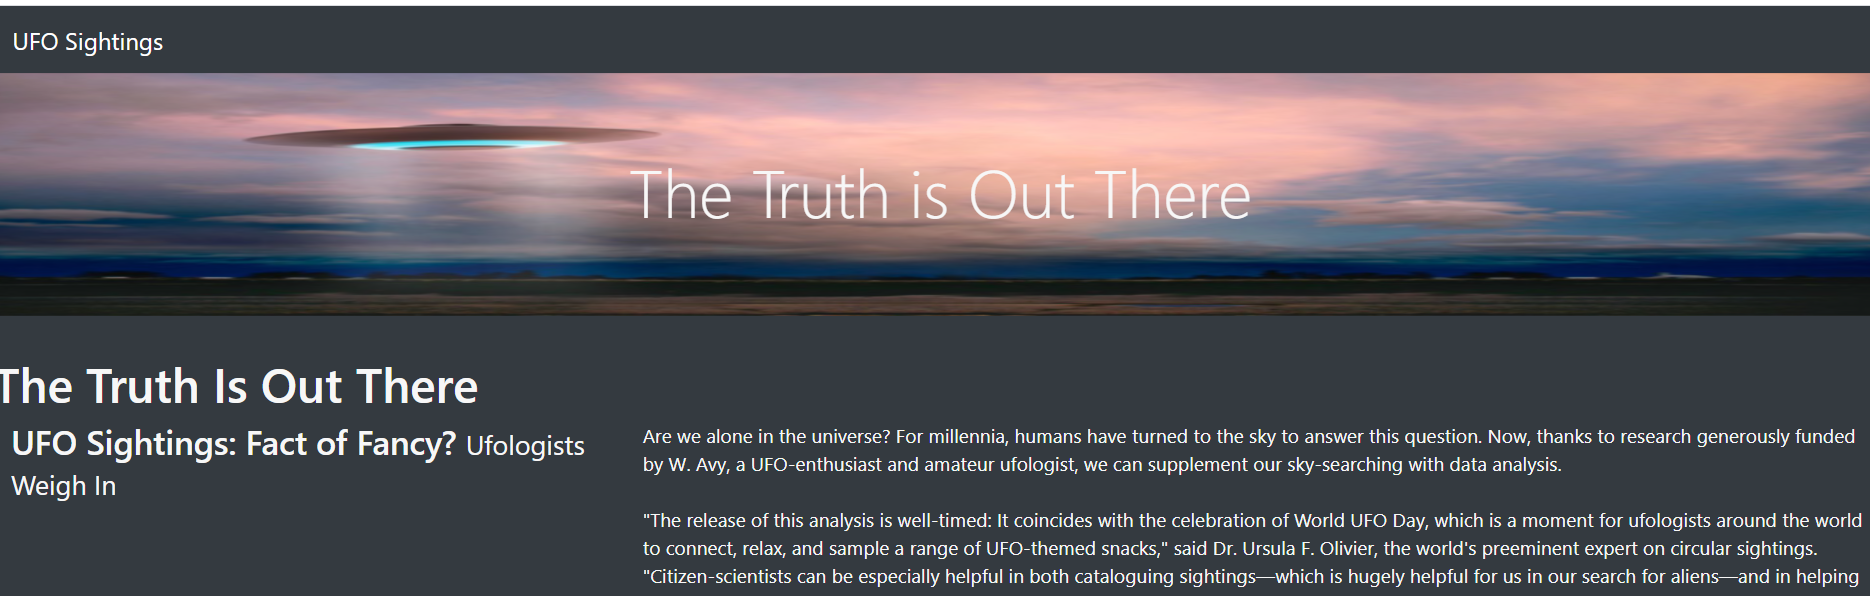 UFO Sightings
The Truth is Out There
The Truth Is Out There
UFO Sightings: Fact of Fancy? Ufologists
Weigh In
Are we alone in the universe? For millennia, humans have turned to the sky to answer this question. Now, thanks to research generously funded
by W. Avy, a UFO-enthusiast and amateur ufologist, we can supplement our sky-searching with data analysis.
"The release of this analysis is well-timed: It coincides with the celebration of World UFO Day, which is a moment for ufologists around the world
to connect, relax, and sample a range of UFO-themed snacks," said Dr. Ursula F. Olivier, the world's preeminent expert on circular sightings.
"Citizen-scientists can be especially helpful in both cataloguing sightings—which is hugely helpful for us in our search for aliens—and in helping